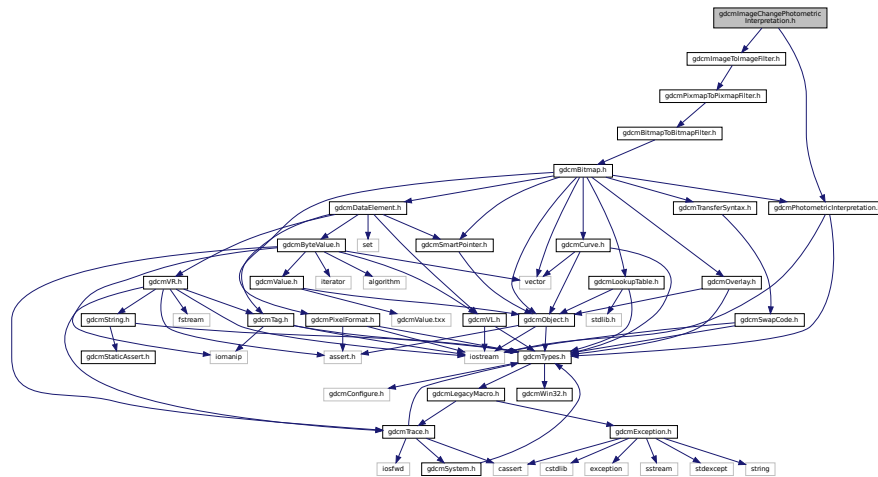 gdcmImageChangePhotometric
Interpretation.h
gdcmImageToImageFilter.h
gdcmPixmapToPixmapFilter.h
gdcmBitmapToBitmapFilter.h
gdcmBitmap.h
gdcmDataElement.h
gdcmTransferSyntax.h
gdcmPhotometricInterpretation.
gdcmByteValue.h
set
gdcmSmartPointer.h
gdcmCurve.h
gdcmVR.h
gdcmValue.h
iterator
algorithm
vector
gdcmLookupTable.h
gdcmOverlay.h
gdcmString.h
fstream
gdcmTag.h
gdcmPixelFormat.h
gdcmValue.txx
gdcmVL.h
gdcmObject.h
stdlib.h
gdcmSwapCode.h
gdcmStaticAssert.h
iomanip
assert.h
iostream
gdcmTypes.h
gdcmConfigure.h
gdcmLegacyMacro.h
gdcmWin32.h
gdcmTrace.h
gdcmException.h
iosfwd
gdcmSystem.h
cassert
cstdlib
exception
sstream
stdexcept
string